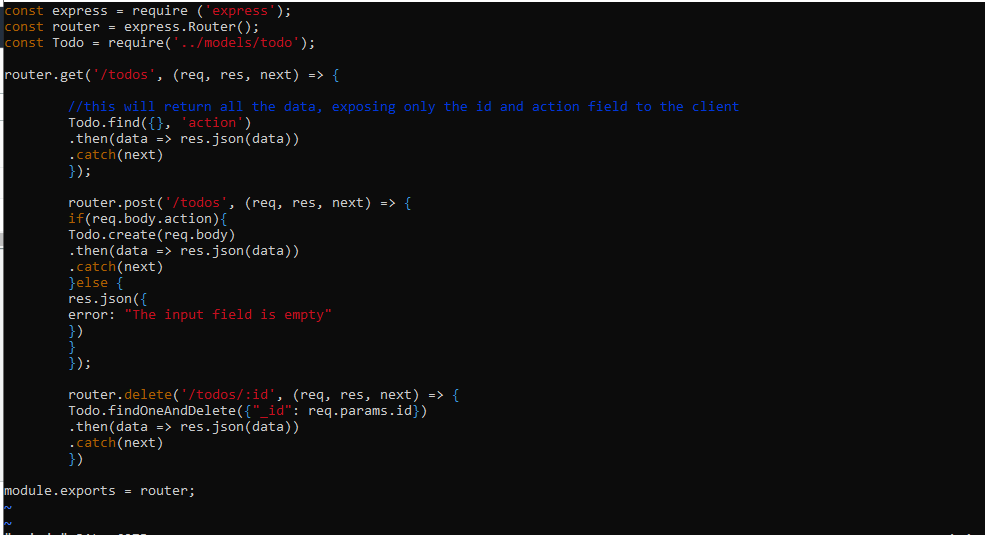 const express = require ('express');
const router = express.Router();
const Todo = require('../models/todo');
router.get('/todos', (req, res, next) => {
//this will return all the data, exposing only the id and action field to the client
Todo.find({}, 'action')
.then(data => res.json(data))
.catch(next)
});
router.post('/todos', (req, res, next) => {
if(req.body.action){
Todo.create(req.body)
.then(data => res.json(data))
.catch(next)
}else {
res.json({
error: "The input field is empty"
})
}
});
router.delete('/todos/:id', (req, res, next) => {
Todo.findOneAndDelete({"_id": req.params.id})
.then(data => res.json(data))
.catch(next)
})
module.exports = router;
~
~